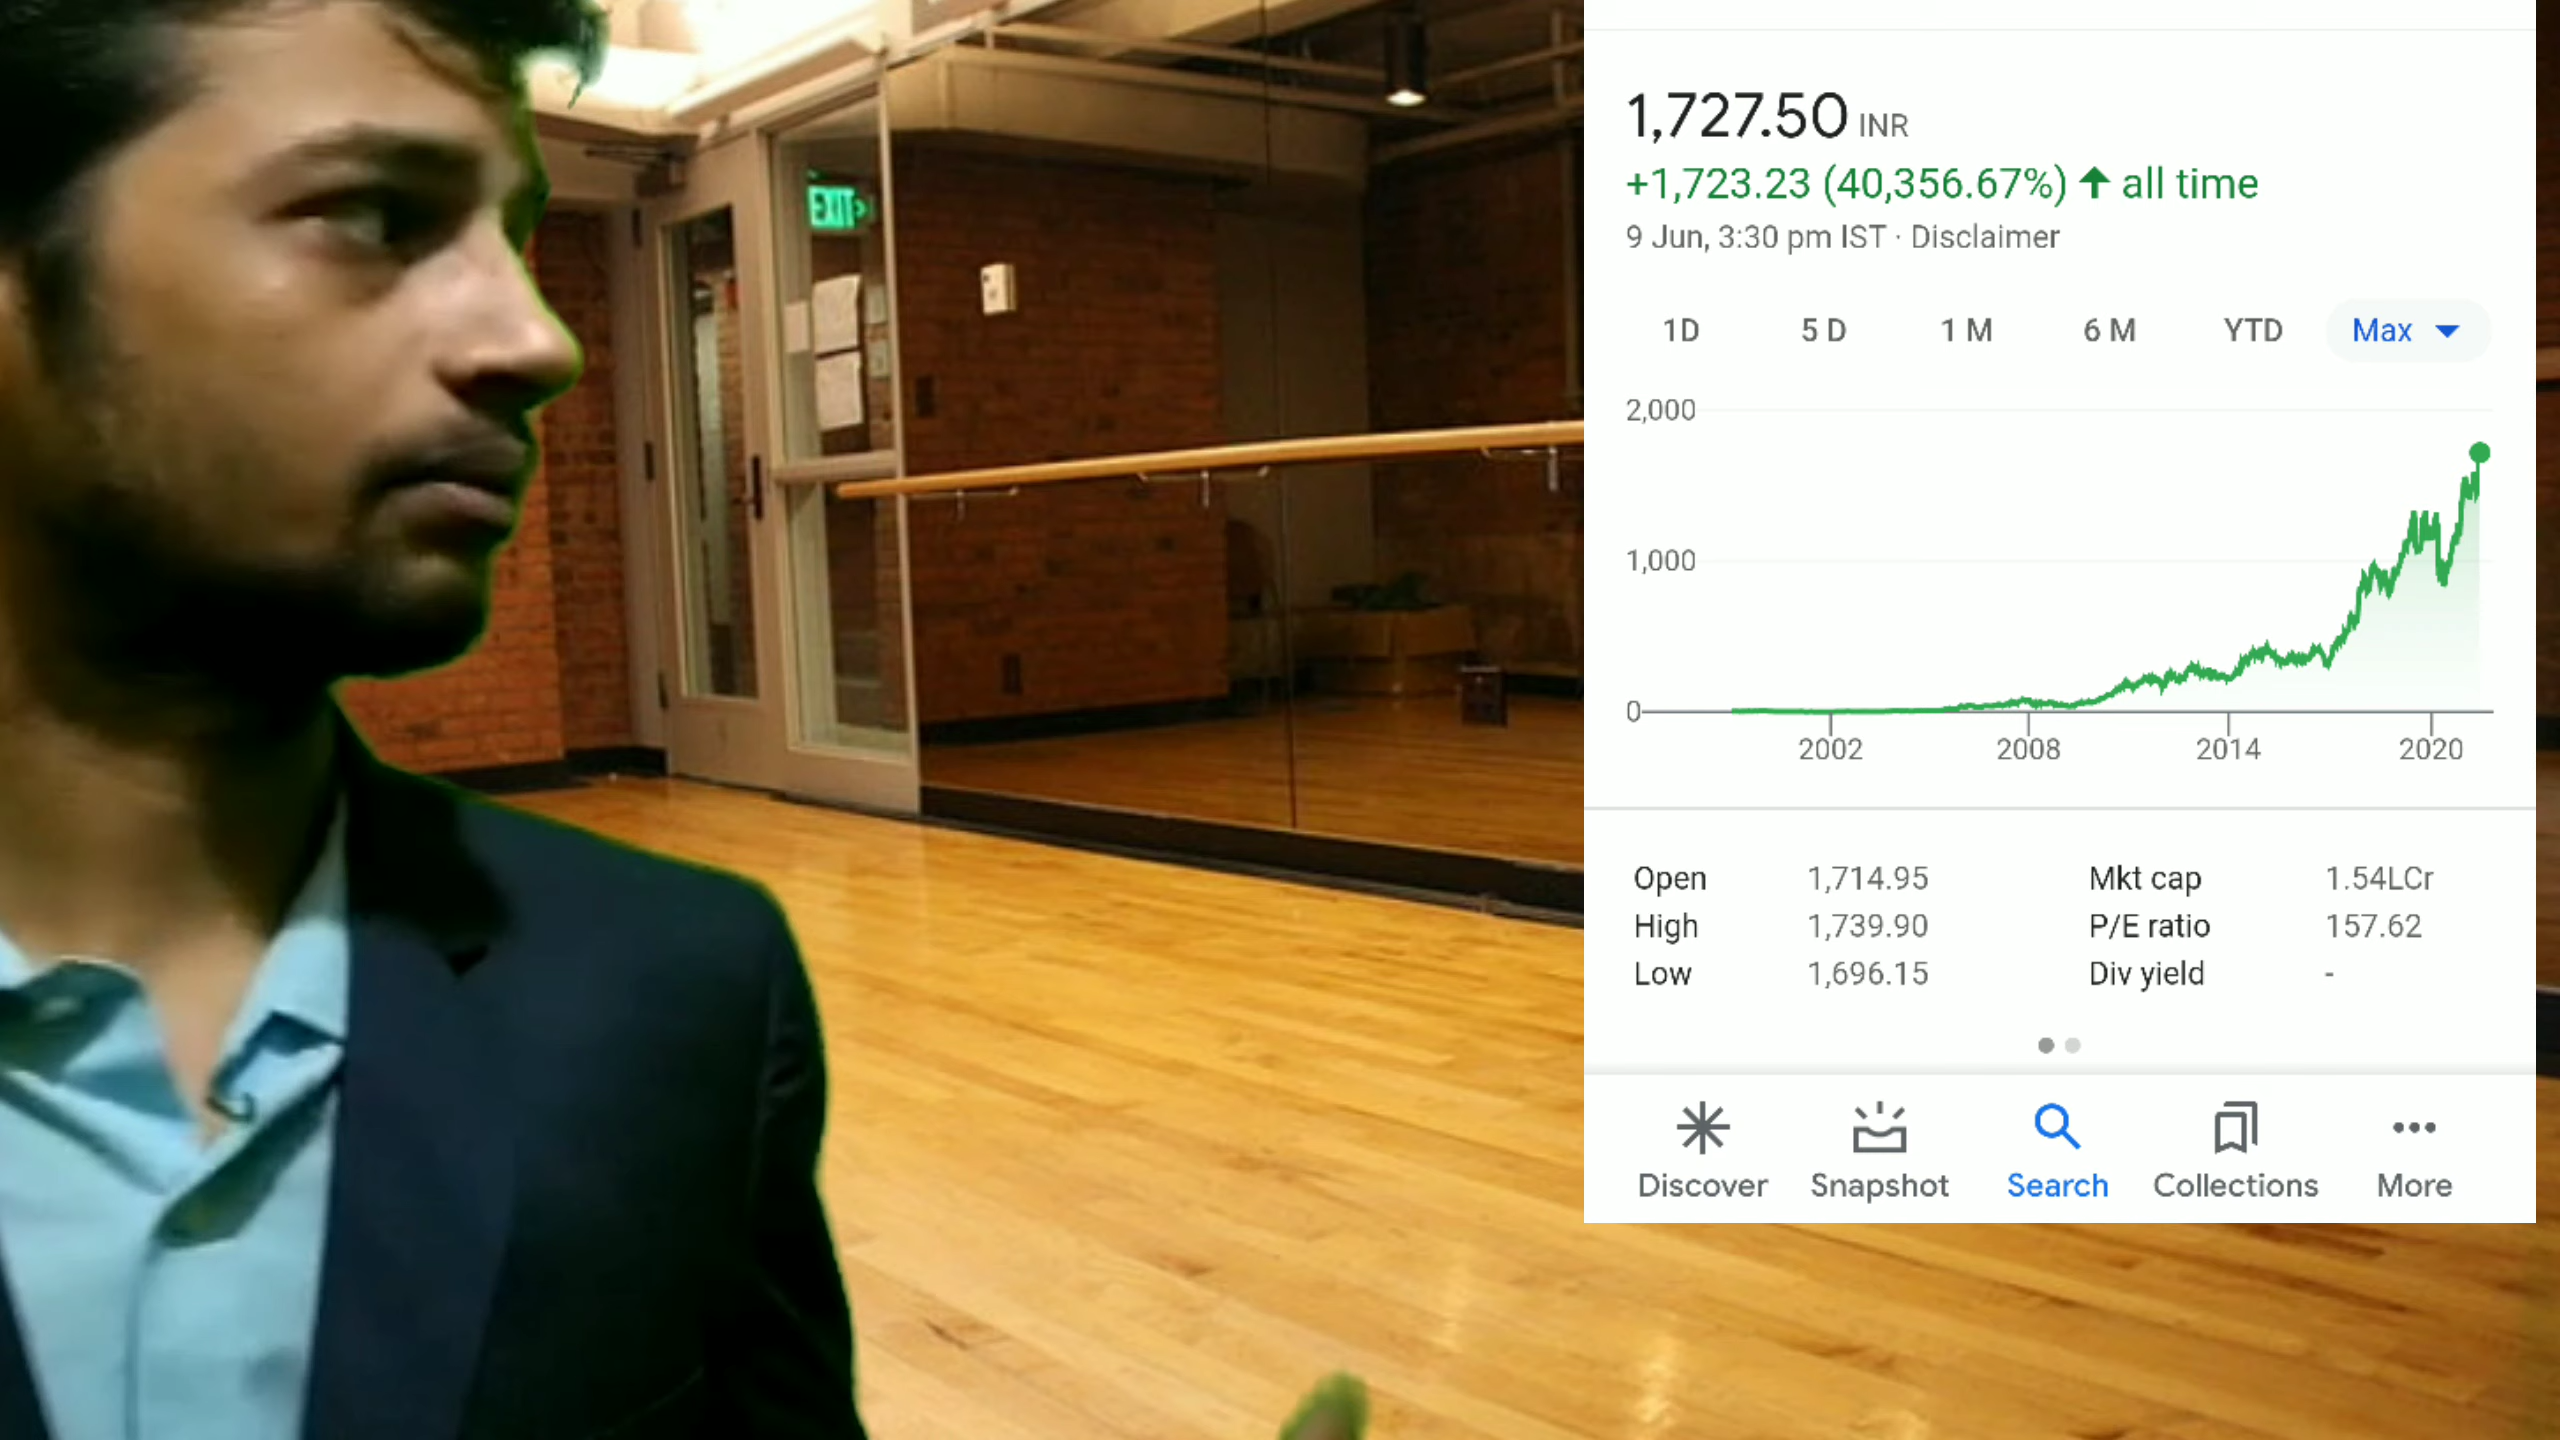 EXIT
1,727.50 INR
+1,723.23 (40,356.67%) ↑ all time
9 Jun, 3:30 pm IST · Disclaimer
1D 5D 1M 6M YTD Max
2,000
1,000
0
2002 2008 2014 2020
Open 1,714.95 Mkt cap 1.54LCr
High 1,739.90 P/E ratio 157.62
Low 1,696.15 Div yield -
Discover Snapshot Search Collections More